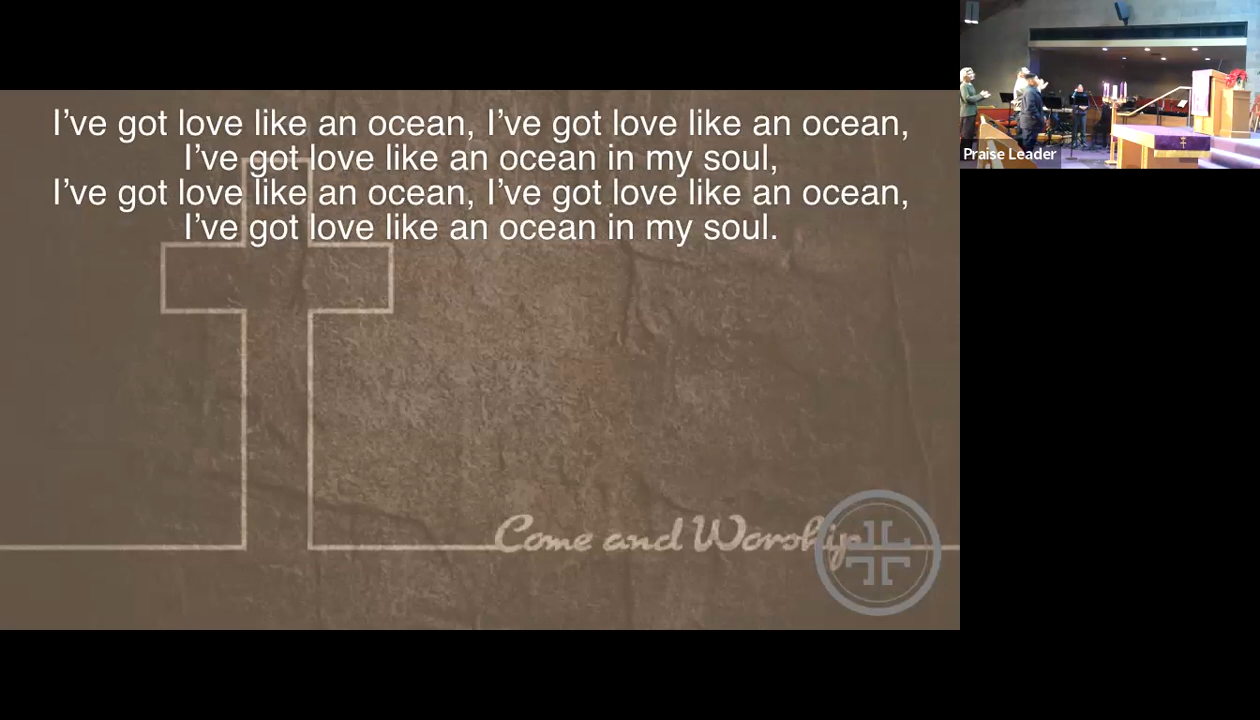 I’ve got love like an ocean, I’ve got love like an ocean,
I’ve got love like an ocean in my soul,
I’ve got love like an ocean, I’ve got love like an ocean,
I’ve got love like an ocean in my soul.
Come and Worship
Praise Leader